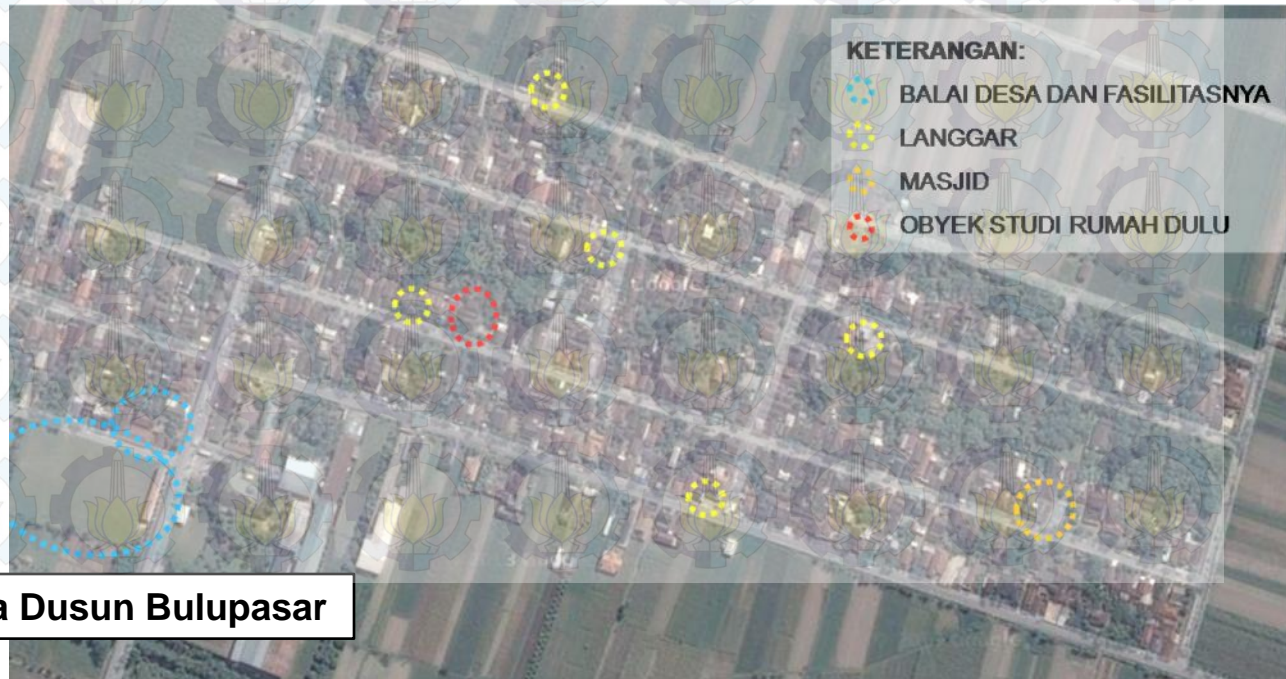 KETERANGAN:
BALAI DESA DAN FASILITASNYA
LANGGAR
MASJID
OBYEK STUDI RUMAH DULU
Dusun Bulupasar